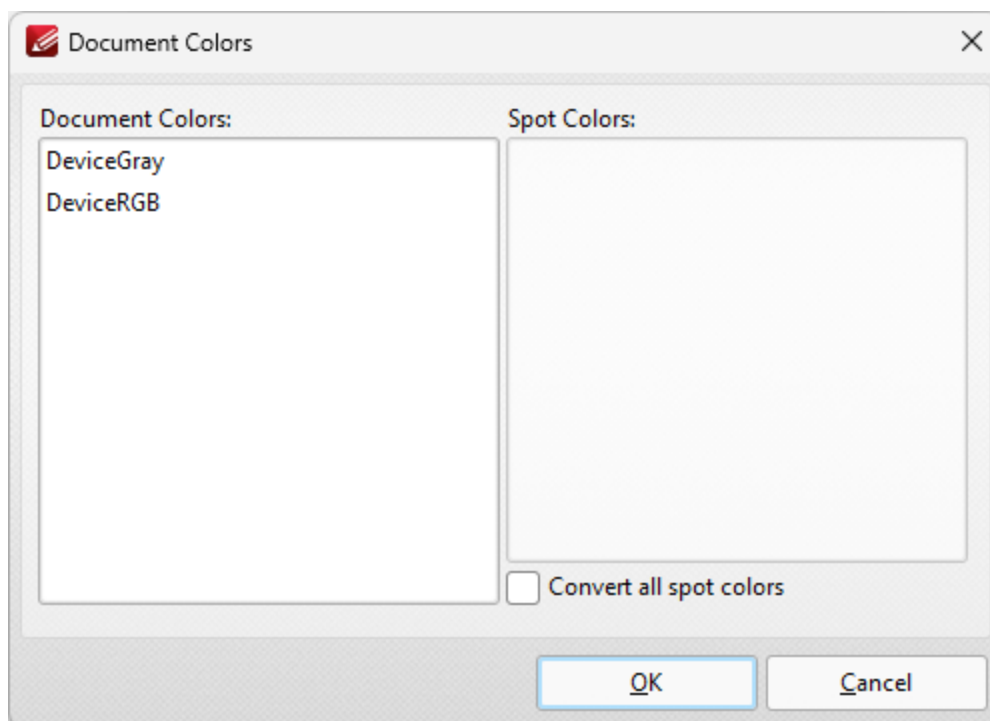 Document Colors
Document Colors:
DeviceGray
DeviceRGB
Spot Colors:
Convert all spot colors
OK
Cancel